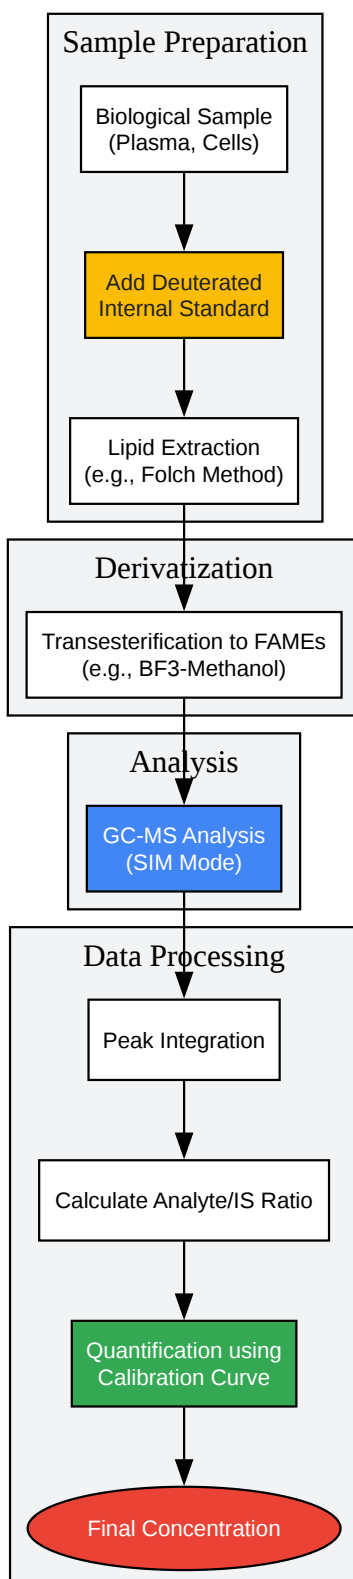 Sample Preparation
Biological Sample
(Plasma, Cells)
Add Deuterated
Internal Standard
Lipid Extraction
(e.g., Folch Method)
Derivatization
Transesterification to FAMEs
(e.g., BF3-Methanol)
Analysis
GC-MS Analysis
(SIM Mode)
Data Processing
Peak Integration
Calculate Analyte/IS Ratio
Quantification using
Calibration Curve
Final Concentration